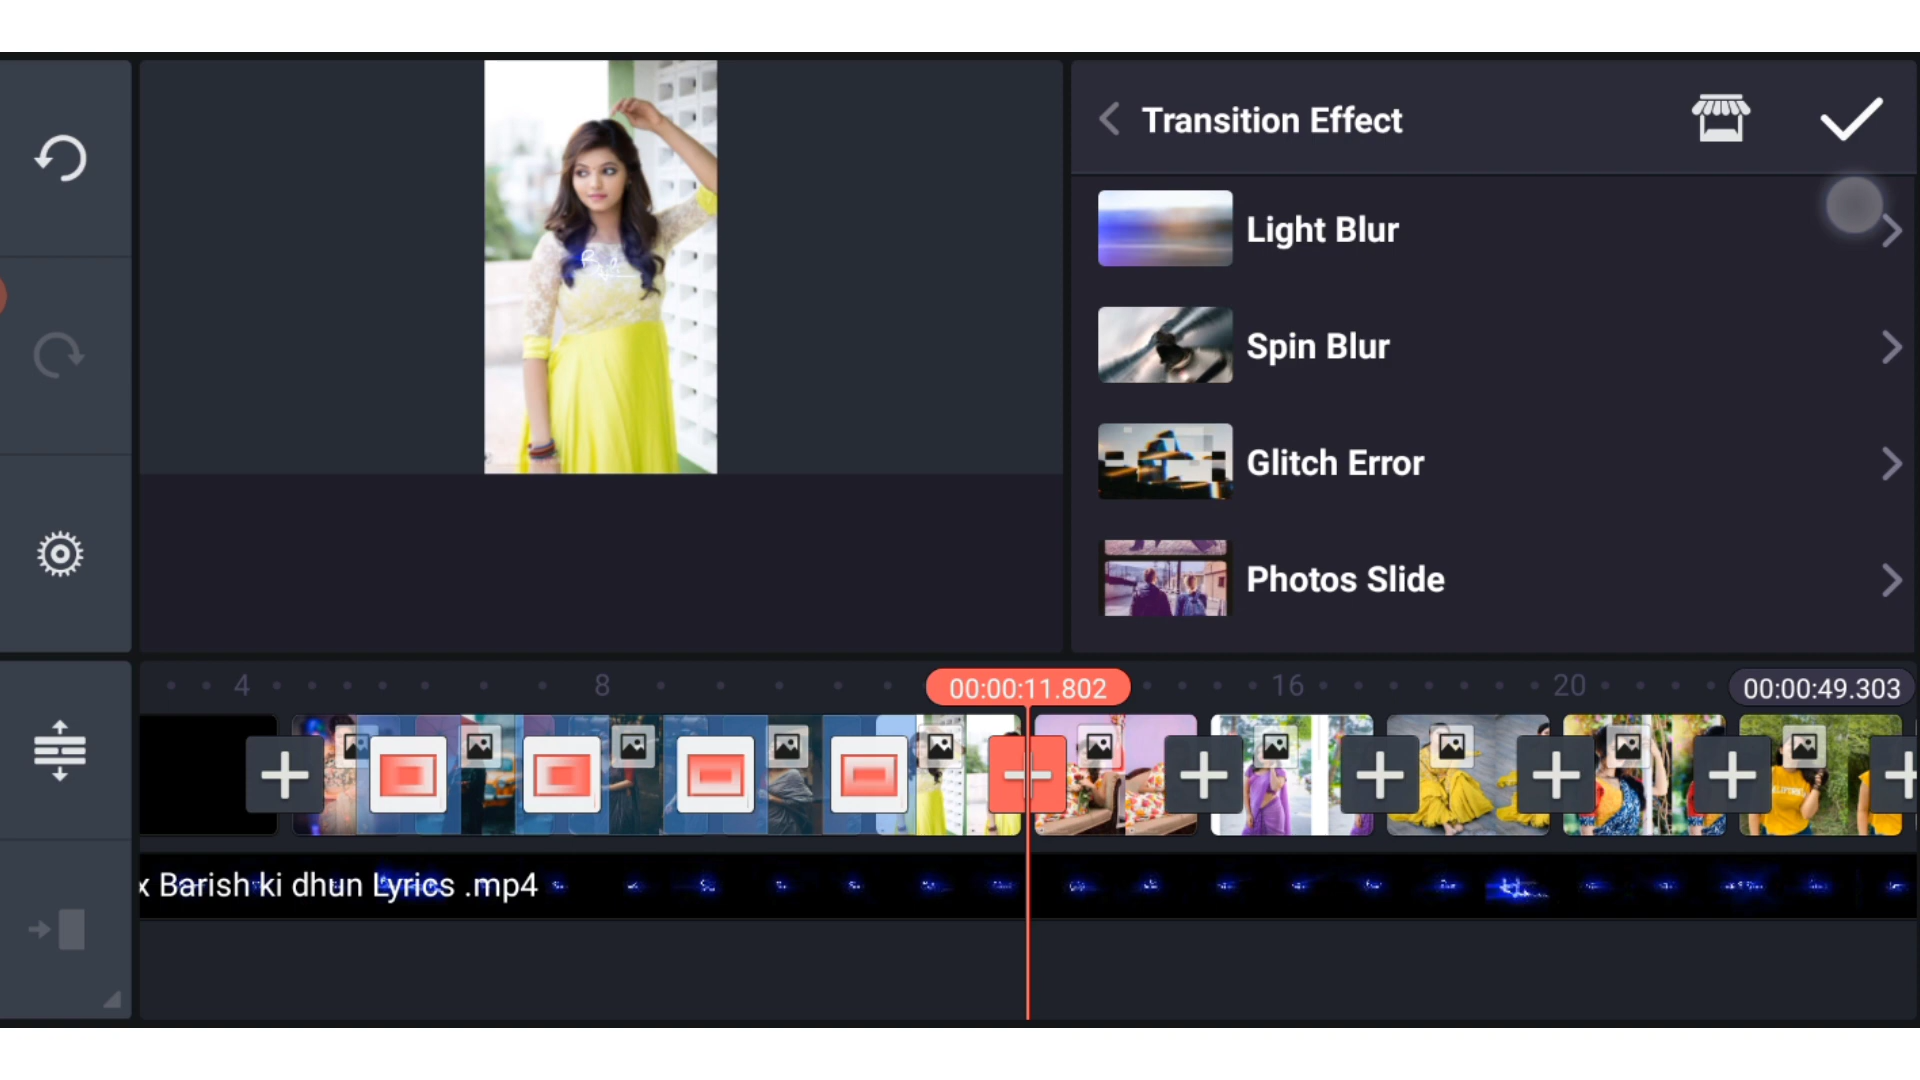 Transition Effect
Light Blur
Spin Blur
Glitch Error
Photos Slide
4
8
00:00:11.802
16
20
00:00:49.303
x Barish ki dhun Lyrics .mp4